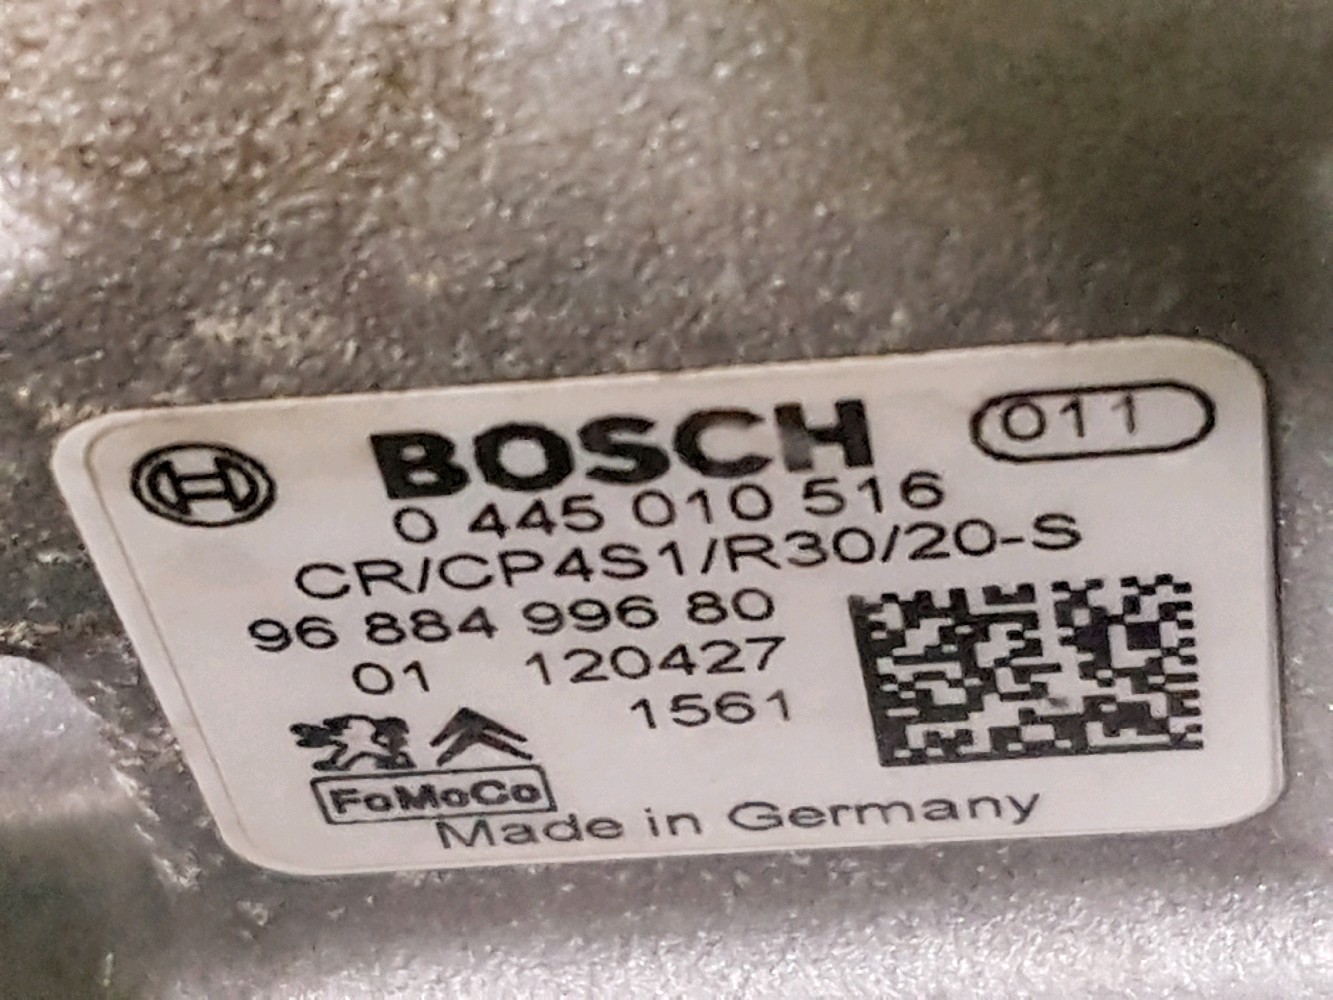 BOSCH
011
0 445 010 516
CR/CP4S1/R30/20-S
96 884 996 80
01 120427
1561
FoMoCo
Made in Germany